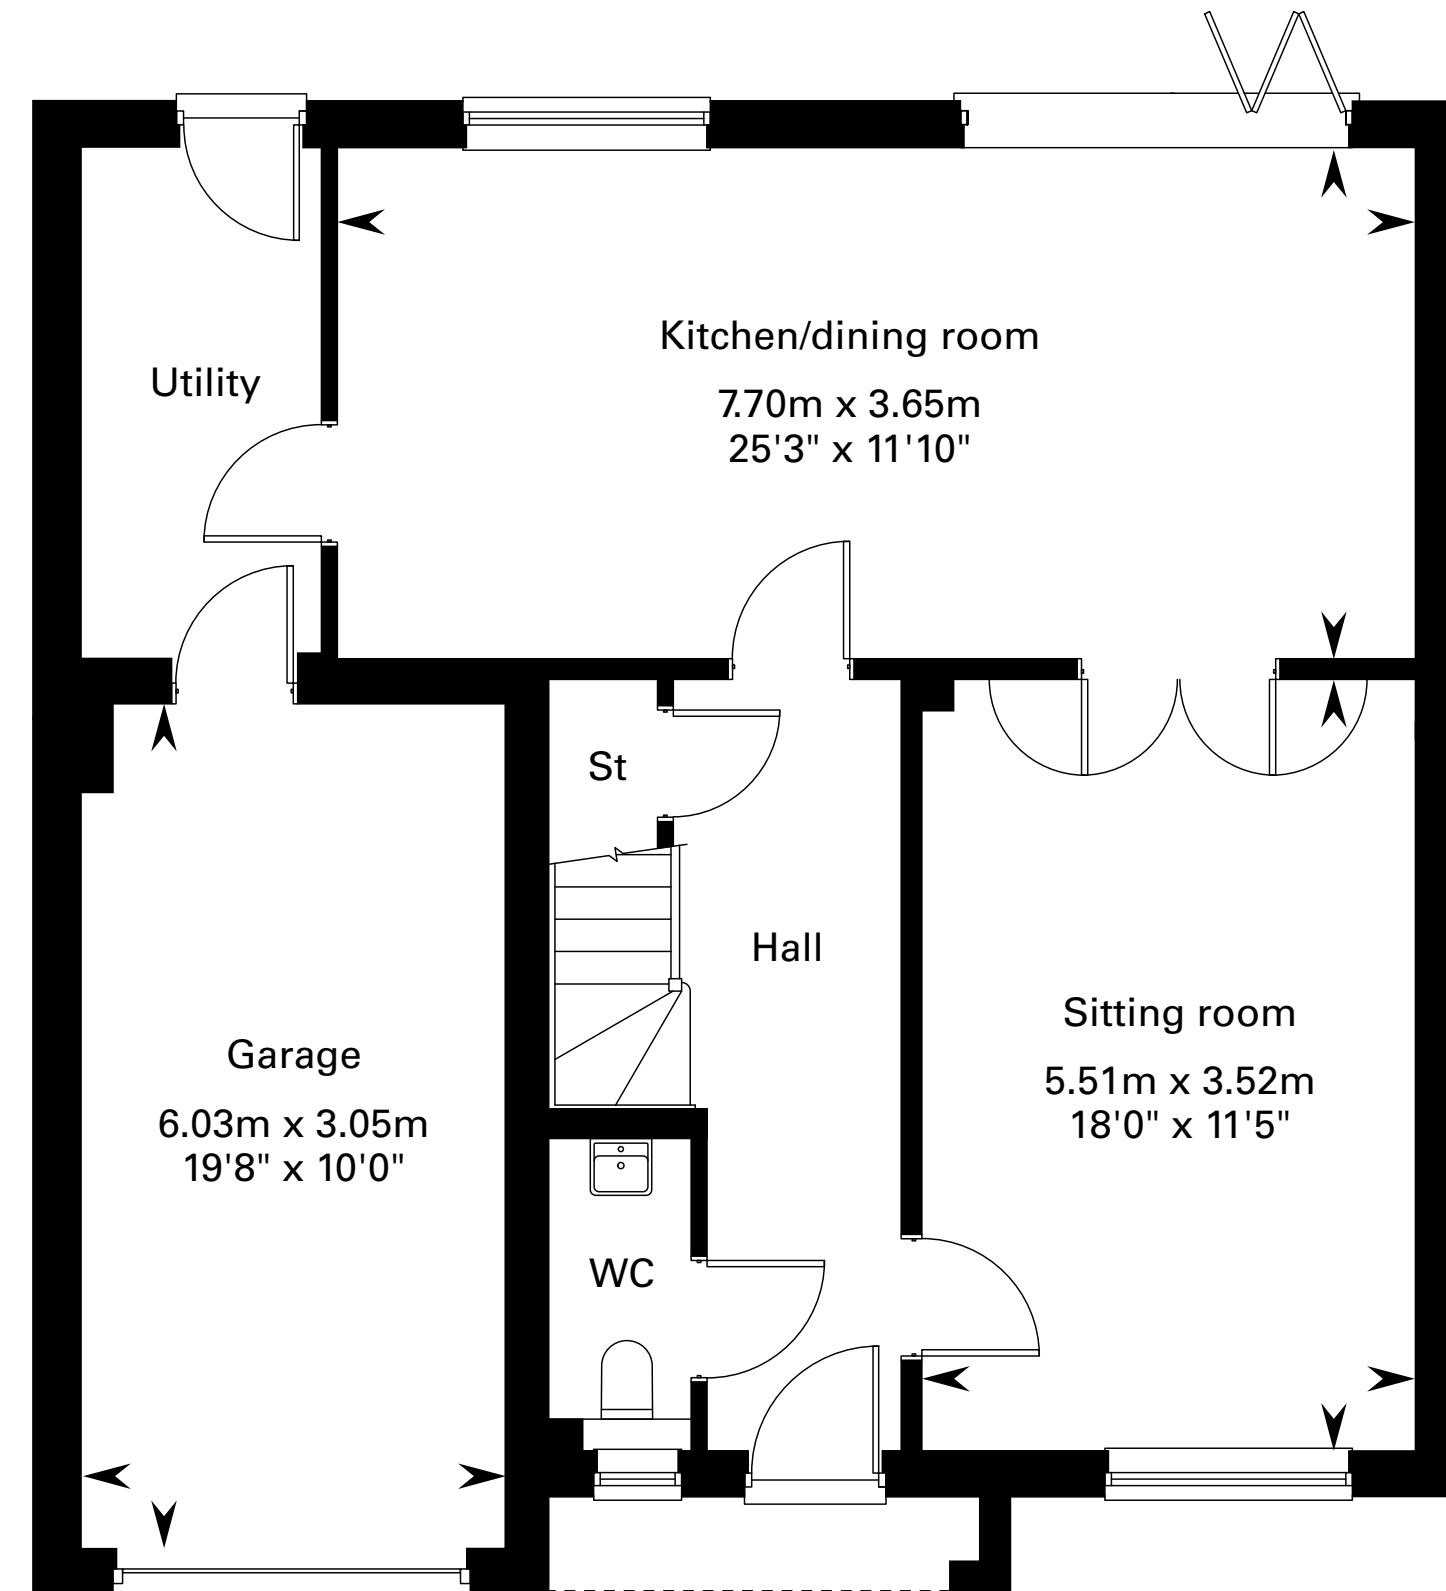 Kitchen/dining room
7.70m x 3.65m
25'3" x 11'10"
Utility
St
Hall
Sitting room
5.51m x 3.52m
18'0" x 11'5"
Garage
6.03m x 3.05m
19'8" x 10'0"
WC